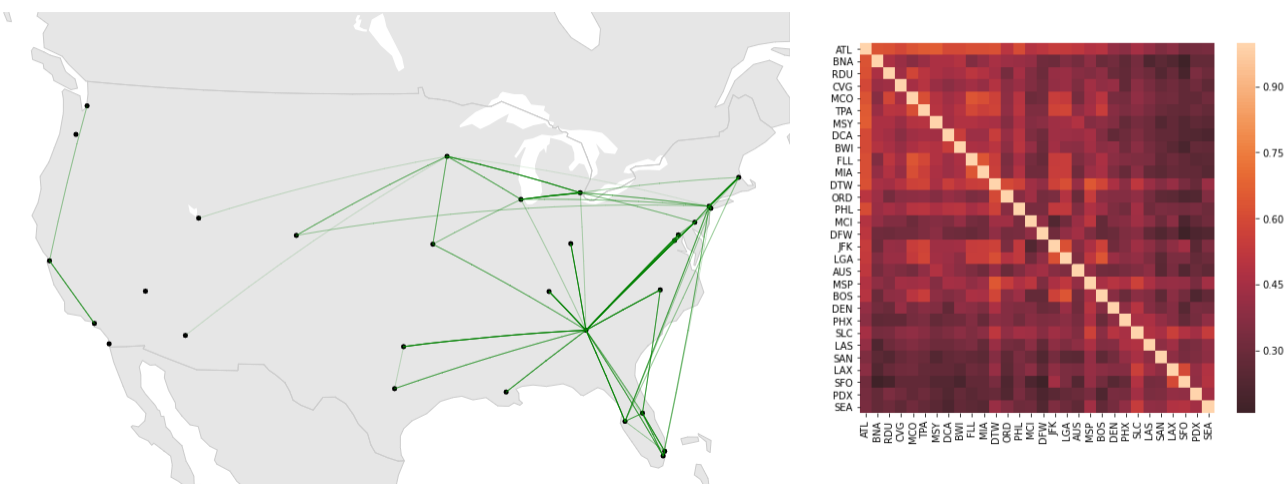 ATL
BNA
RDU
CVG
MCO
TPA
MSY
DCA
BWI
FLL
MIA
DTW
ORD
PHL
MCI
DFW
JFK
LGA
AUS
MSP
BOS
DEN
PHX
SLC
LAS
SAN
LAX
SFO
PDX
SEA
ATL BNA RDU CVG MCO TPA MSY DCA BWI FLL MIA DTW ORD PHL MCI DFW JFK LGA AUS MSP BOS DEN PHX SLC LAS SAN LAX SFO PDX SEA
0.90
0.75
0.60
0.45
0.30